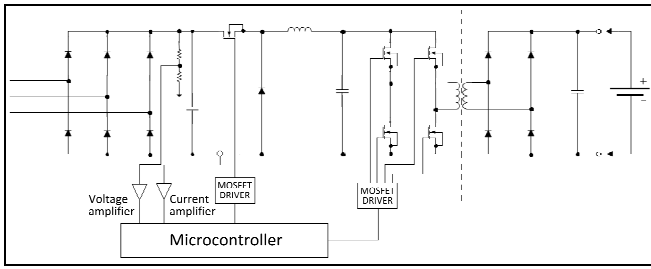 +
−
MOSFET
DRIVER
MOSFET
DRIVER
Voltage
amplifier
Current
amplifier
Microcontroller